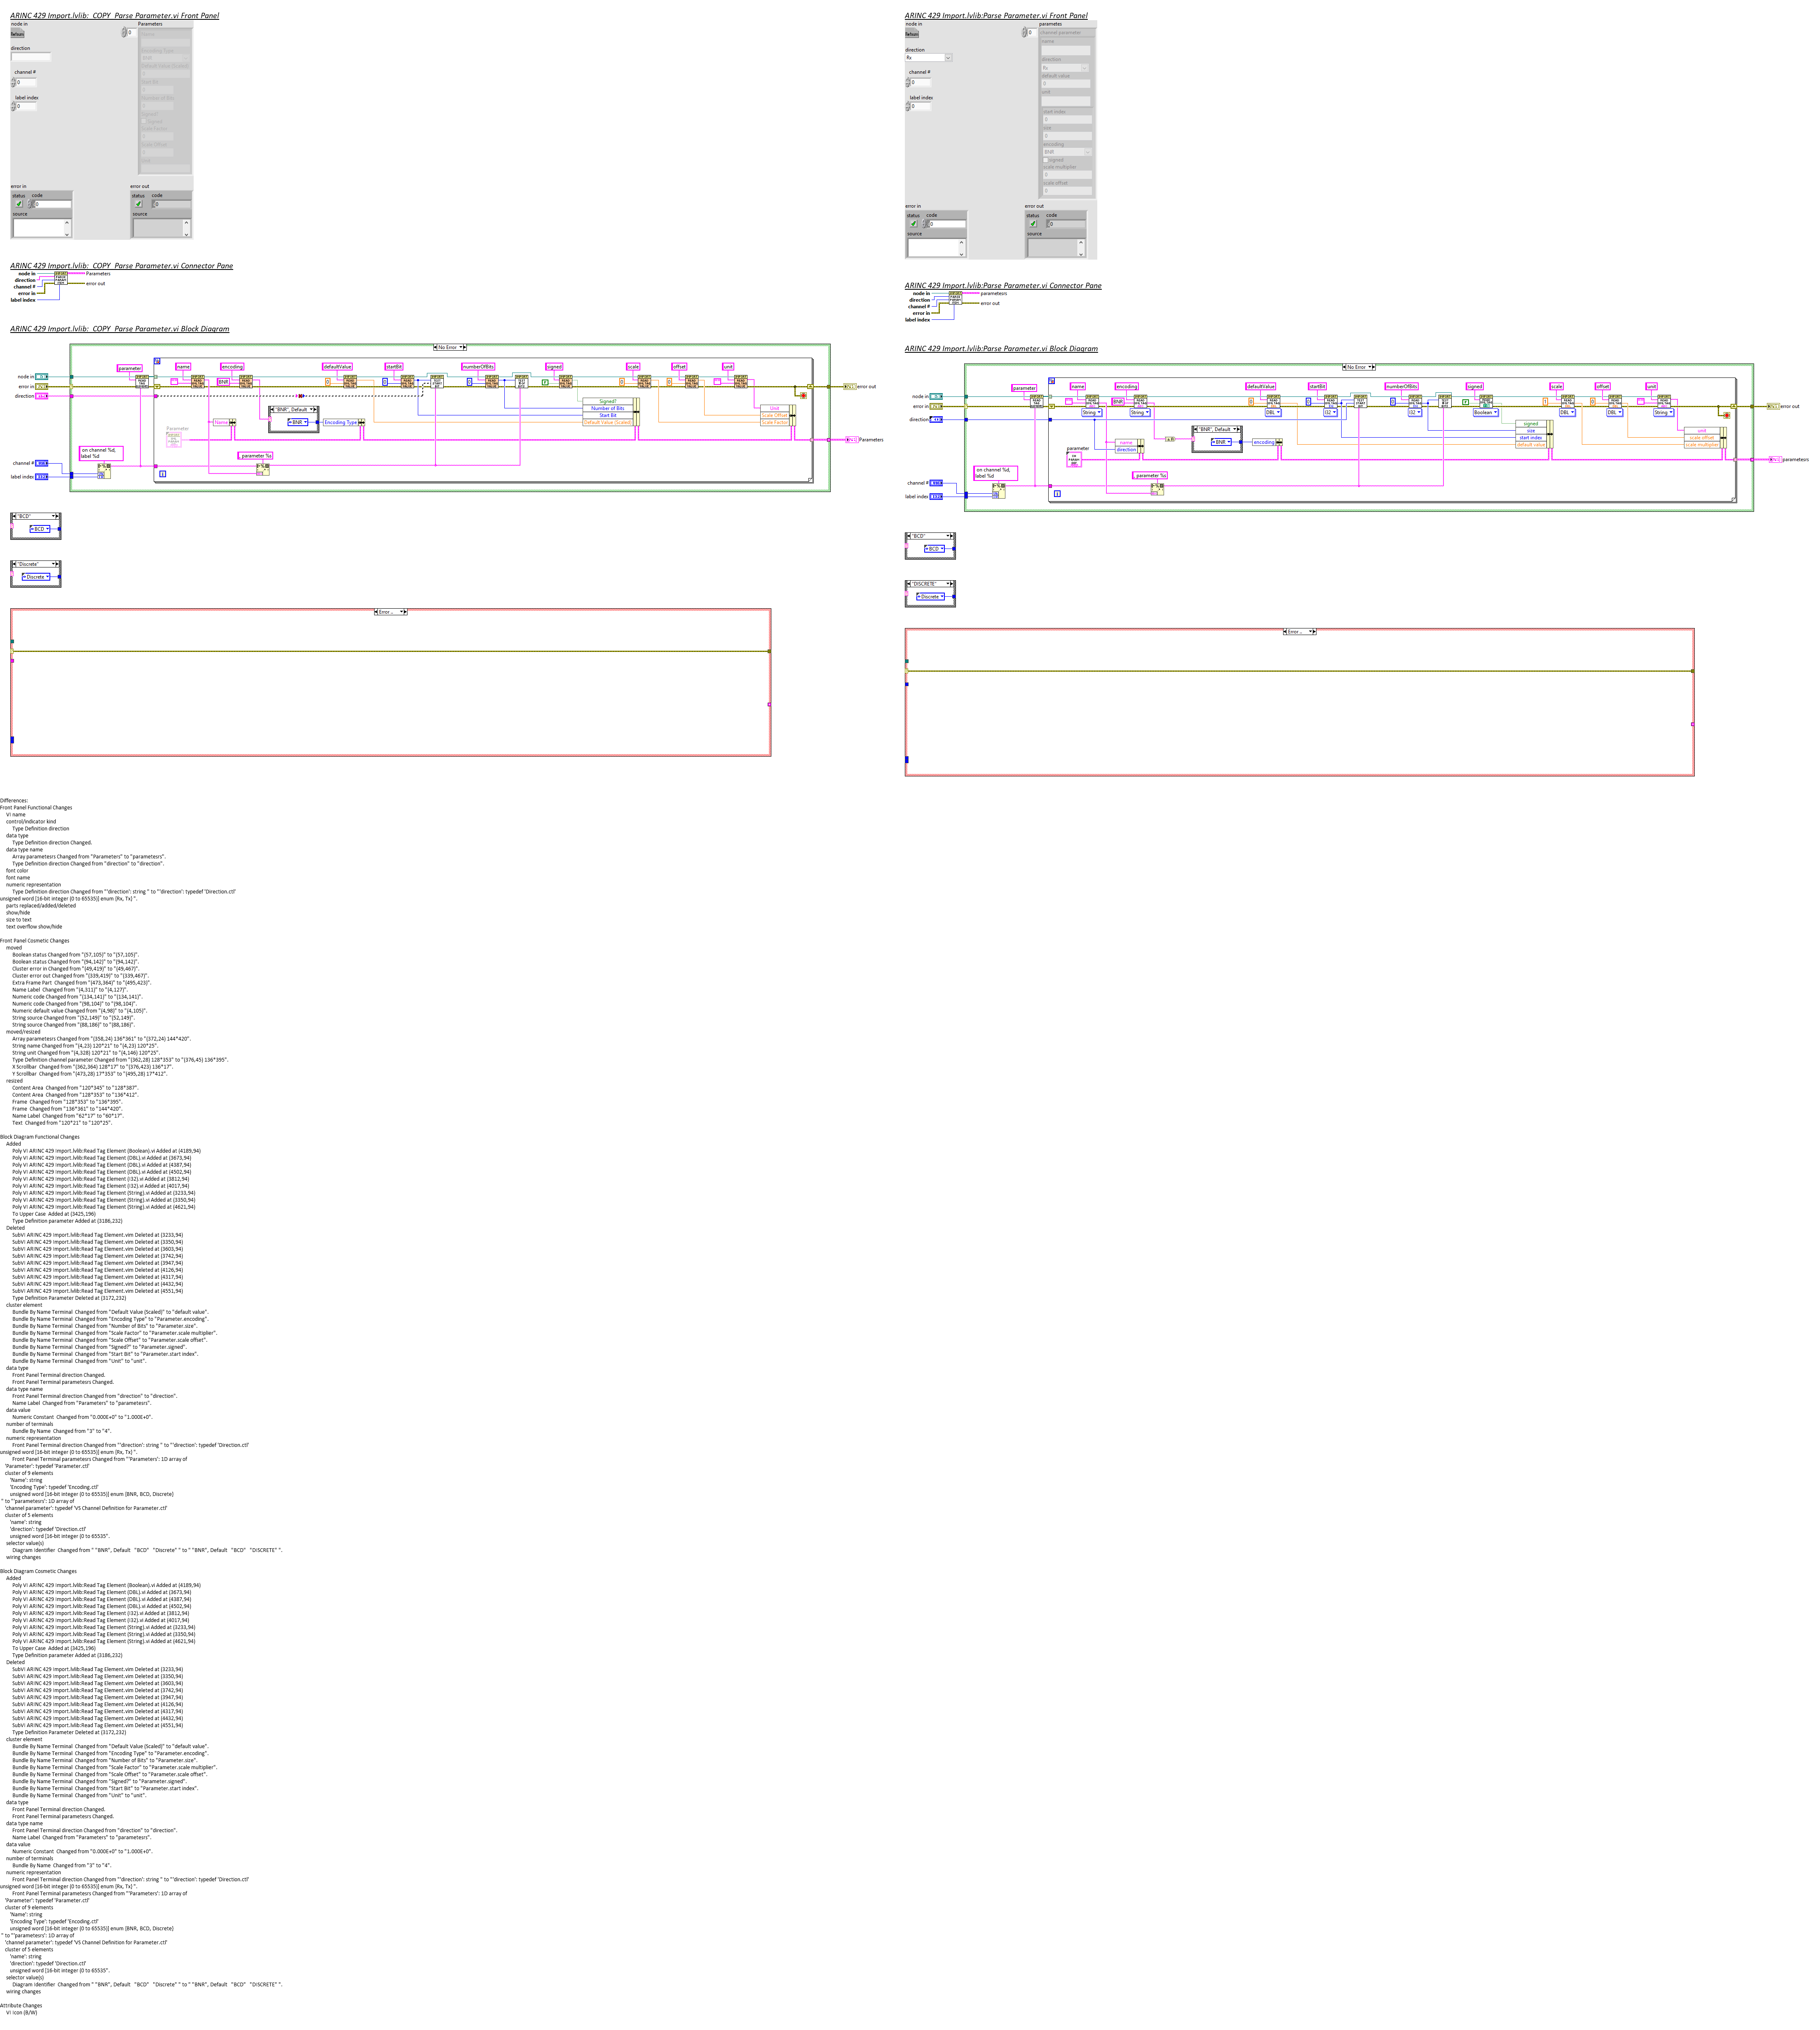 ARINC 429 Import.lvlib:_COPY_Parse Parameter.vi Front Panel
node in
Refnum
direction
channel #
0
label index
0
0
Parameters
error in
status code
0
source
error out
status code
0
source
ARINC 429 Import.lvlib:_COPY_Parse Parameter.vi Connector Pane
node in
direction
channel #
error in
label index
Parameters
error out
ARINC 429 Import.lvlib:_COPY_Parse Parameter.vi Block Diagram
No Error
parameter
name
encoding
defaultValue
startBit
numberOfBits
signed
scale
offset
unit
node in
error in
direction
BNR
"BNR", Default
BNR
Encoding Type
Name
Parameter
Signed?
Number of Bits
Start Bit
Default Value (Scaled)
Unit
Scale Offset
Scale Factor
error out
Parameters
on channel %d,
label %d
, parameter %s
channel #
label index
"BCD"
BCD
"Discrete"
Discrete
Error
ARINC 429 Import.lvlib:Parse Parameter.vi Front Panel
node in
Refnum
direction
Rx
channel #
0
label index
0
0
parametesrs
channel parameter
name
direction
Rx
default value
0
unit
start index
0
size
0
encoding
BNR
signed
scale multiplier
0
scale offset
0
error in
status code
0
source
error out
status code
0
source
ARINC 429 Import.lvlib:Parse Parameter.vi Connector Pane
node in
direction
channel #
error in
label index
parametesrs
error out
ARINC 429 Import.lvlib:Parse Parameter.vi Block Diagram
No Error
parameter
name
encoding
defaultValue
startBit
numberOfBits
signed
scale
offset
unit
node in
error in
direction
BNR
String
String
DBL
I32
I32
Boolean
DBL
DBL
String
"BNR", Default
BNR
encoding
name
direction
parameter
signed
size
start index
default value
unit
scale offset
scale multiplier
error out
parametesrs
on channel %d,
label %d
, parameter %s
channel #
label index
"BCD"
BCD
"DISCRETE"
Discrete
Error
Differences:
Front Panel Functional Changes
VI name
control/indicator kind
Type Definition direction
data type
Type Definition direction Changed.
data type name
Array parametesrs Changed from "Parameters" to "parametesrs".
Type Definition direction Changed from "direction" to "direction".
font color
font name
numeric representation
Type Definition direction Changed from "'direction': string " to "'direction': typedef 'Direction.ctl'
unsigned word [16-bit integer (0 to 65535)] enum {Rx, Tx} ".
parts replaced/added/deleted
show/hide
size to text
text overflow show/hide
Front Panel Cosmetic Changes
moved
Boolean status Changed from "(57,105)" to "(57,105)".
Boolean status Changed from "(94,142)" to "(94,142)".
Cluster error in Changed from "(49,419)" to "(49,467)".
Cluster error out Changed from "(339,419)" to "(339,467)".
Extra Frame Part  Changed from "(473,364)" to "(495,423)".
Name Label  Changed from "(4,311)" to "(4,127)".
Numeric code Changed from "(134,141)" to "(134,141)".
Numeric code Changed from "(98,104)" to "(98,104)".
Numeric default value Changed from "(4,98)" to "(4,105)".
String source Changed from "(52,149)" to "(52,149)".
String source Changed from "(88,186)" to "(88,186)".
moved/resized
Array parametesrs Changed from "(358,24) 136*361" to "(372,24) 144*420".
String name Changed from "(4,23) 120*21" to "(4,23) 120*25".
String unit Changed from "(4,328) 120*21" to "(4,146) 120*25".
Type Definition channel parameter Changed from "(362,28) 128*353" to "(376,45) 136*395".
X Scrollbar  Changed from "(362,364) 128*17" to "(376,423) 136*17".
Y Scrollbar  Changed from "(473,28) 17*353" to "(495,28) 17*412".
resized
Content Area  Changed from "120*345" to "128*387".
Content Area  Changed from "128*353" to "136*412".
Frame  Changed from "128*353" to "136*395".
Frame  Changed from "136*361" to "144*420".
Name Label  Changed from "62*17" to "60*17".
Text  Changed from "120*21" to "120*25".
Block Diagram Functional Changes
Added
Poly VI ARINC 429 Import.lvlib:Read Tag Element (Boolean).vi Added at (4189,94)
Poly VI ARINC 429 Import.lvlib:Read Tag Element (DBL).vi Added at (3673,94)
Poly VI ARINC 429 Import.lvlib:Read Tag Element (DBL).vi Added at (4387,94)
Poly VI ARINC 429 Import.lvlib:Read Tag Element (DBL).vi Added at (4502,94)
Poly VI ARINC 429 Import.lvlib:Read Tag Element (I32).vi Added at (3812,94)
Poly VI ARINC 429 Import.lvlib:Read Tag Element (I32).vi Added at (4017,94)
Poly VI ARINC 429 Import.lvlib:Read Tag Element (String).vi Added at (3233,94)
Poly VI ARINC 429 Import.lvlib:Read Tag Element (String).vi Added at (3350,94)
Poly VI ARINC 429 Import.lvlib:Read Tag Element (String).vi Added at (4621,94)
To Upper Case  Added at (3425,196)
Type Definition parameter Added at (3186,232)
Deleted
SubVI ARINC 429 Import.lvlib:Read Tag Element.vim Deleted at (3233,94)
SubVI ARINC 429 Import.lvlib:Read Tag Element.vim Deleted at (3350,94)
SubVI ARINC 429 Import.lvlib:Read Tag Element.vim Deleted at (3603,94)
SubVI ARINC 429 Import.lvlib:Read Tag Element.vim Deleted at (3742,94)
SubVI ARINC 429 Import.lvlib:Read Tag Element.vim Deleted at (3947,94)
SubVI ARINC 429 Import.lvlib:Read Tag Element.vim Deleted at (4126,94)
SubVI ARINC 429 Import.lvlib:Read Tag Element.vim Deleted at (4317,94)
SubVI ARINC 429 Import.lvlib:Read Tag Element.vim Deleted at (4432,94)
SubVI ARINC 429 Import.lvlib:Read Tag Element.vim Deleted at (4551,94)
Type Definition Parameter Deleted at (3172,232)
cluster element
Bundle By Name Terminal  Changed from "Default Value (Scaled)" to "default value".
Bundle By Name Terminal  Changed from "Encoding Type" to "Parameter.encoding".
Bundle By Name Terminal  Changed from "Number of Bits" to "Parameter.size".
Bundle By Name Terminal  Changed from "Scale Factor" to "Parameter.scale multiplier".
Bundle By Name Terminal  Changed from "Scale Offset" to "Parameter.scale offset".
Bundle By Name Terminal  Changed from "Signed?" to "Parameter.signed".
Bundle By Name Terminal  Changed from "Start Bit" to "Parameter.start index".
Bundle By Name Terminal  Changed from "Unit" to "unit".
data type
Front Panel Terminal direction Changed.
Front Panel Terminal parametesrs Changed.
data type name
Front Panel Terminal direction Changed from "direction" to "direction".
Name Label  Changed from "Parameters" to "parametesrs".
data value
Numeric Constant  Changed from "0.000E+0" to "1.000E+0".
number of terminals
Bundle By Name  Changed from "3" to "4".
numeric representation
Front Panel Terminal direction Changed from "'direction': string " to "'direction': typedef 'Direction.ctl'
unsigned word [16-bit integer (0 to 65535)] enum {Rx, Tx} ".
Front Panel Terminal parametesrs Changed from "'Parameters': 1D array of
'Parameter': typedef 'Parameter.ctl'
cluster of 9 elements
'Name': string
'Encoding Type': typedef 'Encoding.ctl'
unsigned word [16-bit integer (0 to 65535)] enum {BNR, BCD, Discrete}
" to "'parametesrs': 1D array of
'channel parameter': typedef 'VS Channel Definition for Parameter.ctl'
cluster of 5 elements
'name': string
'direction': typedef 'Direction.ctl'
unsigned word [16-bit integer (0 to 65535".
selector value(s)
Diagram Identifier  Changed from " "BNR", Default   "BCD"   "Discrete" " to " "BNR", Default   "BCD"   "DISCRETE" ".
wiring changes
Block Diagram Cosmetic Changes
Added
Poly VI ARINC 429 Import.lvlib:Read Tag Element (Boolean).vi Added at (4189,94)
Poly VI ARINC 429 Import.lvlib:Read Tag Element (DBL).vi Added at (3673,94)
Poly VI ARINC 429 Import.lvlib:Read Tag Element (DBL).vi Added at (4387,94)
Poly VI ARINC 429 Import.lvlib:Read Tag Element (DBL).vi Added at (4502,94)
Poly VI ARINC 429 Import.lvlib:Read Tag Element (I32).vi Added at (3812,94)
Poly VI ARINC 429 Import.lvlib:Read Tag Element (I32).vi Added at (4017,94)
Poly VI ARINC 429 Import.lvlib:Read Tag Element (String).vi Added at (3233,94)
Poly VI ARINC 429 Import.lvlib:Read Tag Element (String).vi Added at (3350,94)
Poly VI ARINC 429 Import.lvlib:Read Tag Element (String).vi Added at (4621,94)
To Upper Case  Added at (3425,196)
Type Definition parameter Added at (3186,232)
Deleted
SubVI ARINC 429 Import.lvlib:Read Tag Element.vim Deleted at (3233,94)
SubVI ARINC 429 Import.lvlib:Read Tag Element.vim Deleted at (3350,94)
SubVI ARINC 429 Import.lvlib:Read Tag Element.vim Deleted at (3603,94)
SubVI ARINC 429 Import.lvlib:Read Tag Element.vim Deleted at (3742,94)
SubVI ARINC 429 Import.lvlib:Read Tag Element.vim Deleted at (3947,94)
SubVI ARINC 429 Import.lvlib:Read Tag Element.vim Deleted at (4126,94)
SubVI ARINC 429 Import.lvlib:Read Tag Element.vim Deleted at (4317,94)
SubVI ARINC 429 Import.lvlib:Read Tag Element.vim Deleted at (4432,94)
SubVI ARINC 429 Import.lvlib:Read Tag Element.vim Deleted at (4551,94)
Type Definition Parameter Deleted at (3172,232)
cluster element
Bundle By Name Terminal  Changed from "Default Value (Scaled)" to "default value".
Bundle By Name Terminal  Changed from "Encoding Type" to "Parameter.encoding".
Bundle By Name Terminal  Changed from "Number of Bits" to "Parameter.size".
Bundle By Name Terminal  Changed from "Scale Factor" to "Parameter.scale multiplier".
Bundle By Name Terminal  Changed from "Scale Offset" to "Parameter.scale offset".
Bundle By Name Terminal  Changed from "Signed?" to "Parameter.signed".
Bundle By Name Terminal  Changed from "Start Bit" to "Parameter.start index".
Bundle By Name Terminal  Changed from "Unit" to "unit".
data type
Front Panel Terminal direction Changed.
Front Panel Terminal parametesrs Changed.
data type name
Front Panel Terminal direction Changed from "direction" to "direction".
Name Label  Changed from "Parameters" to "parametesrs".
data value
Numeric Constant  Changed from "0.000E+0" to "1.000E+0".
number of terminals
Bundle By Name  Changed from "3" to "4".
numeric representation
Front Panel Terminal direction Changed from "'direction': string " to "'direction': typedef 'Direction.ctl'
unsigned word [16-bit integer (0 to 65535)] enum {Rx, Tx} ".
Front Panel Terminal parametesrs Changed from "'Parameters': 1D array of
'Parameter': typedef 'Parameter.ctl'
cluster of 9 elements
'Name': string
'Encoding Type': typedef 'Encoding.ctl'
unsigned word [16-bit integer (0 to 65535)] enum {BNR, BCD, Discrete}
" to "'parametesrs': 1D array of
'channel parameter': typedef 'VS Channel Definition for Parameter.ctl'
cluster of 5 elements
'name': string
'direction': typedef 'Direction.ctl'
unsigned word [16-bit integer (0 to 65535".
selector value(s)
Diagram Identifier  Changed from " "BNR", Default   "BCD"   "Discrete" " to " "BNR", Default   "BCD"   "DISCRETE" ".
wiring changes
Attribute Changes
VI Icon (B/W)